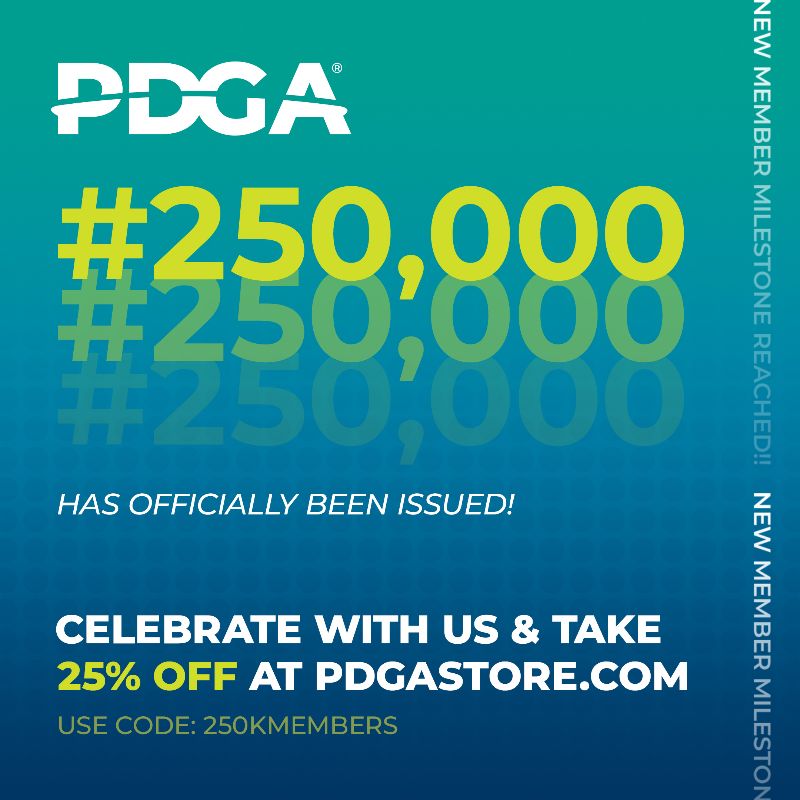 PDGA®
#250,000
#250,000
#250,000
HAS OFFICIALLY BEEN ISSUED!
CELEBRATE WITH US & TAKE
25% OFF AT PDGASTORE.COM
USE CODE: 250KMEMBERS
NEW MEMBER MILESTONE REACHED!! NEW MEMBER MILESTON